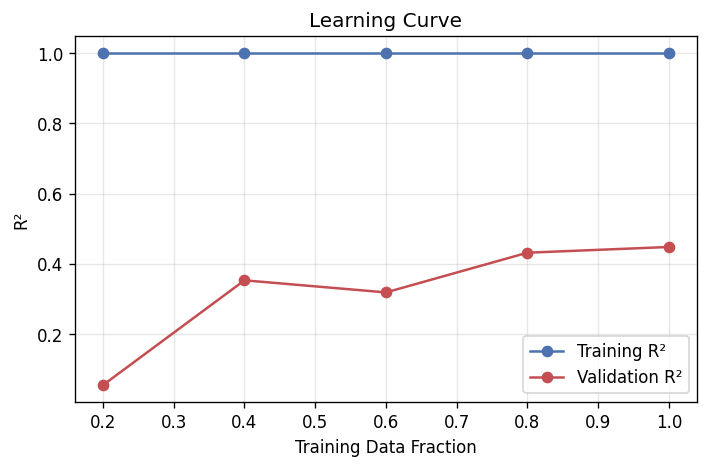 Learning Curve
R²
1.0
0.8
0.6
0.4
0.2
Training R²
Validation R²
0.2 0.3 0.4 0.5 0.6 0.7 0.8 0.9 1.0
Training Data Fraction